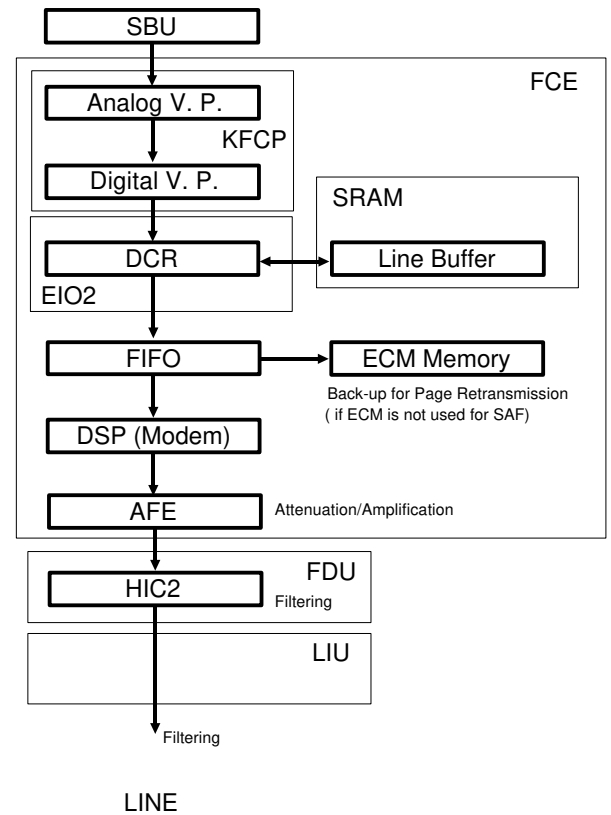 SBU
FCE
Analog V. P.
KFCP
Digital V. P.
SRAM
DCR
Line Buffer
EIO2
FIFO
ECM Memory
Back-up for Page Retransmission
( if ECM is not used for SAF)
DSP (Modem)
AFE
Attenuation/Amplification
FDU
HIC2
Filtering
LIU
Filtering
LINE